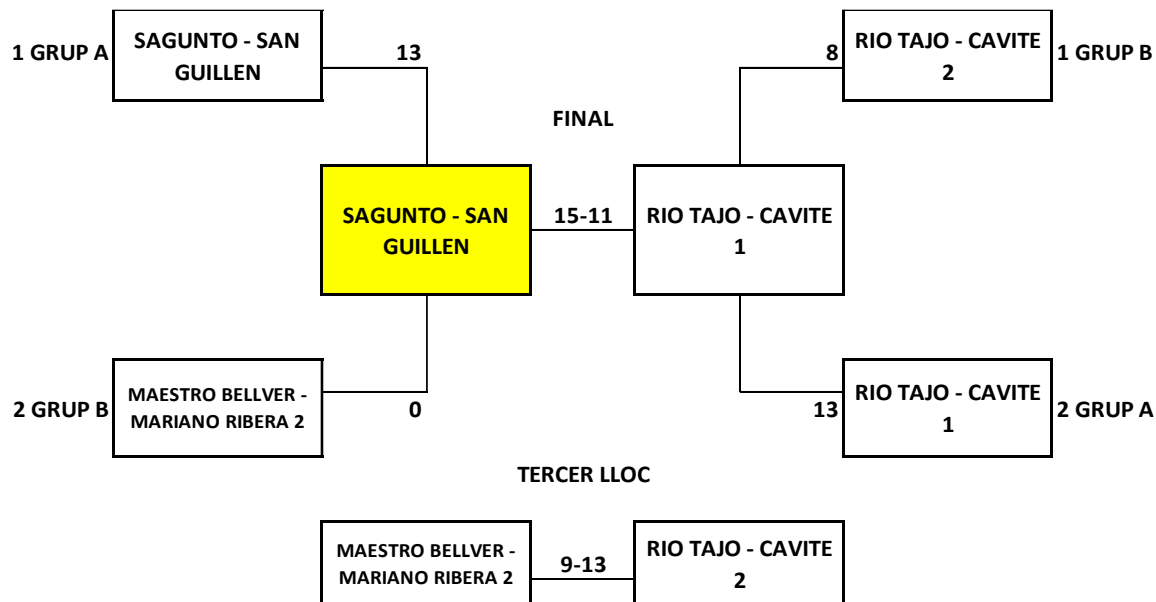 1 GRUP A
SAGUNTO - SAN
GUILLEN
13
8
RIO TAJO - CAVITE
2
1 GRUP B
FINAL
SAGUNTO - SAN
GUILLEN
15-11
RIO TAJO - CAVITE
1
2 GRUP B
MAESTRO BELLVER -
MARIANO RIBERA 2
0
13
RIO TAJO - CAVITE
1
2 GRUP A
TERCER LLOC
MAESTRO BELLVER -
MARIANO RIBERA 2
9-13
RIO TAJO - CAVITE
2